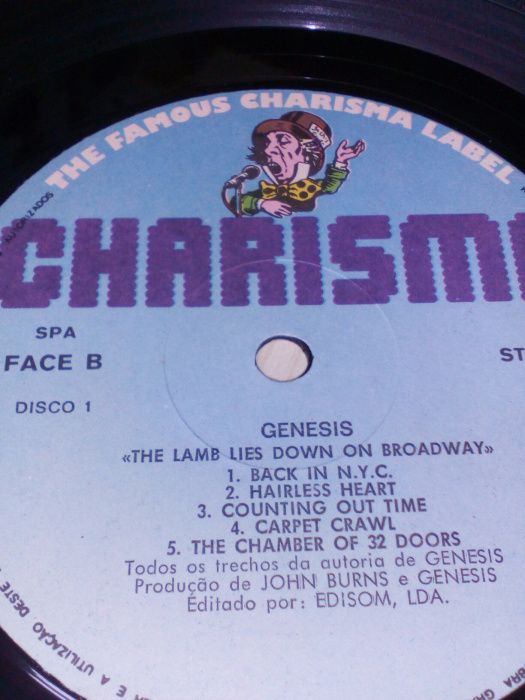 THE FAMOUS CHARISMA LABEL
CHARISM
SPA
FACE B
ST
DISCO 1
GENESIS
«THE LAMB LIES DOWN ON BROADWAY»
1. BACK IN N.Y.C.
2. HAIRLESS HEART
3. COUNTING OUT TIME
4. CARPET CRAWL
5. THE CHAMBER OF 32 DOORS
Todos os trechos da autoria de GENESIS
Produção de JOHN BURNS e GENESIS
Editado por: EDISOM, LDA.
E A UTILIZAÇÃO DESTE